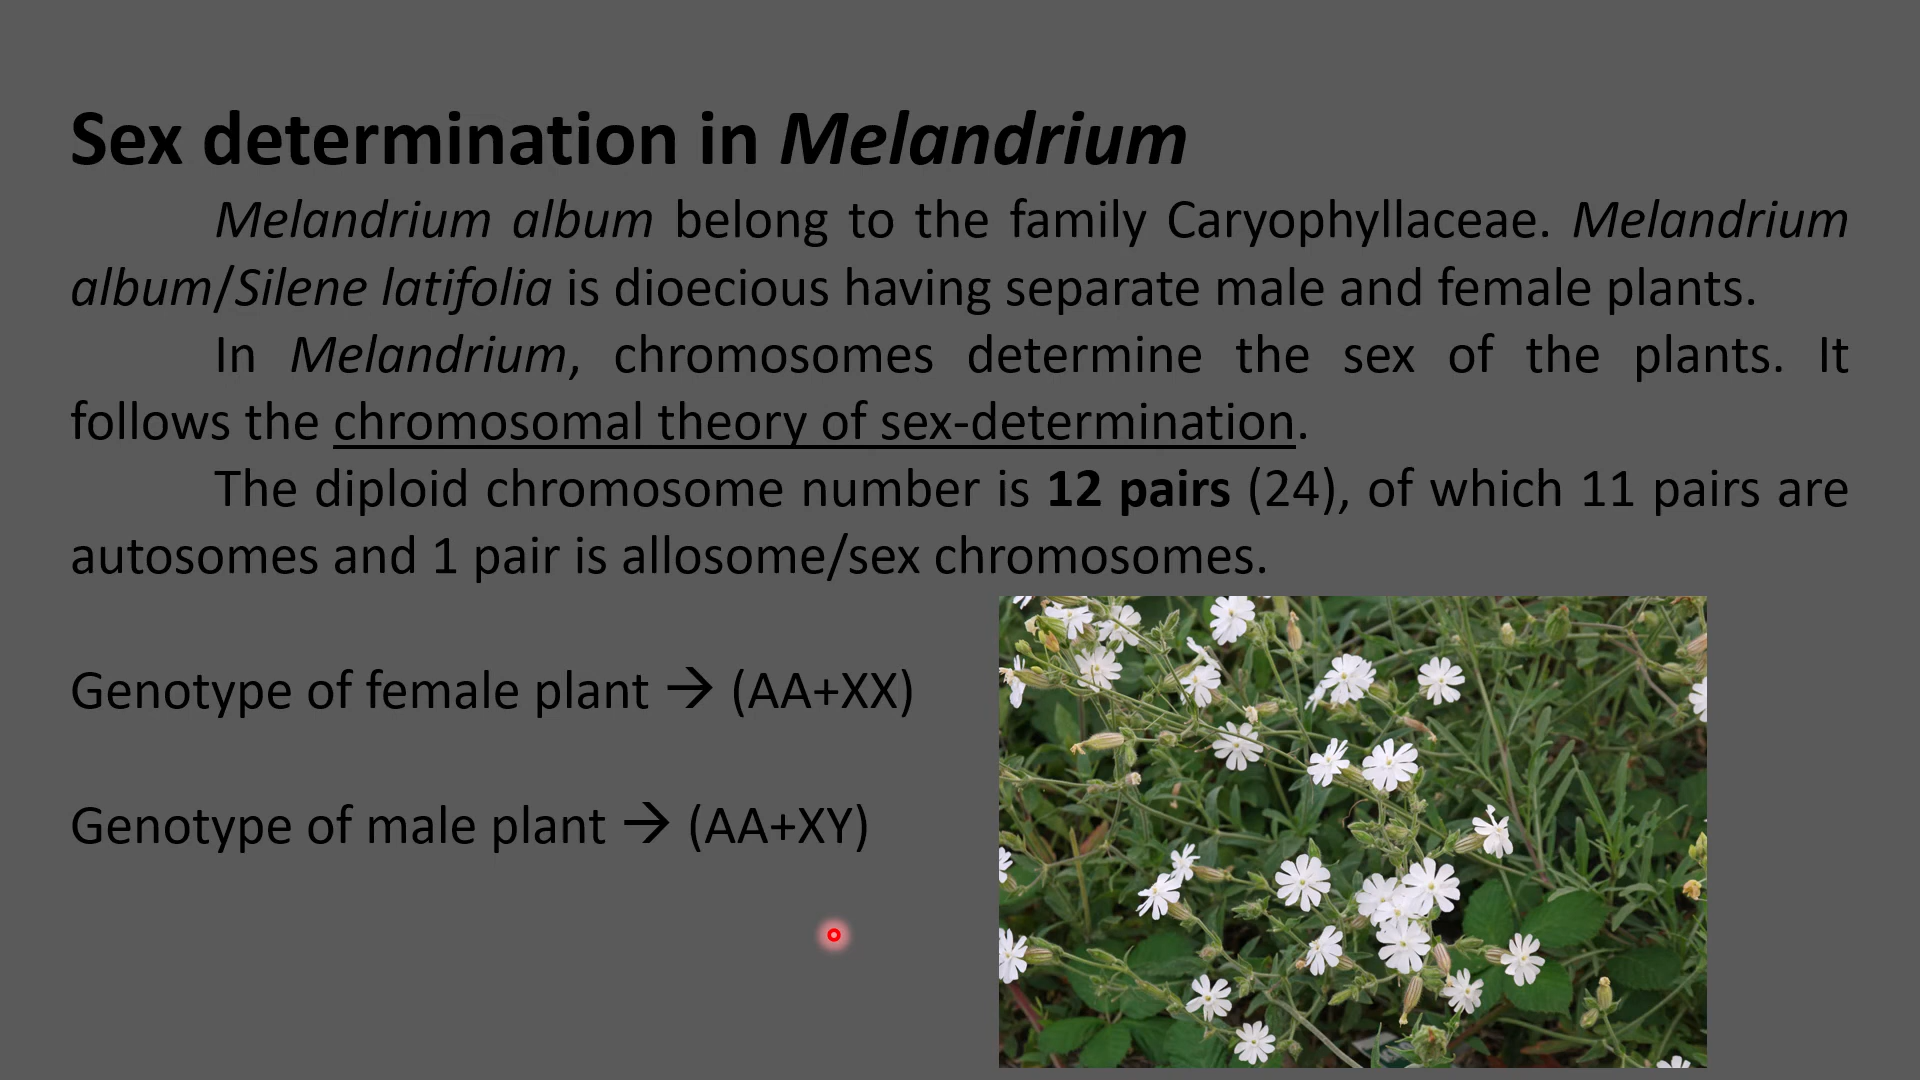 Sex determination in Melandrium
Melandrium album belong to the family Caryophyllaceae. Melandrium
album/Silene latifolia is dioecious having separate male and female plants.
In Melandrium, chromosomes determine the sex of the plants. It
follows the chromosomal theory of sex-determination.
The diploid chromosome number is 12 pairs (24), of which 11 pairs are
autosomes and 1 pair is allosome/sex chromosomes.
Genotype of female plant → (AA+XX)
Genotype of male plant → (AA+XY)